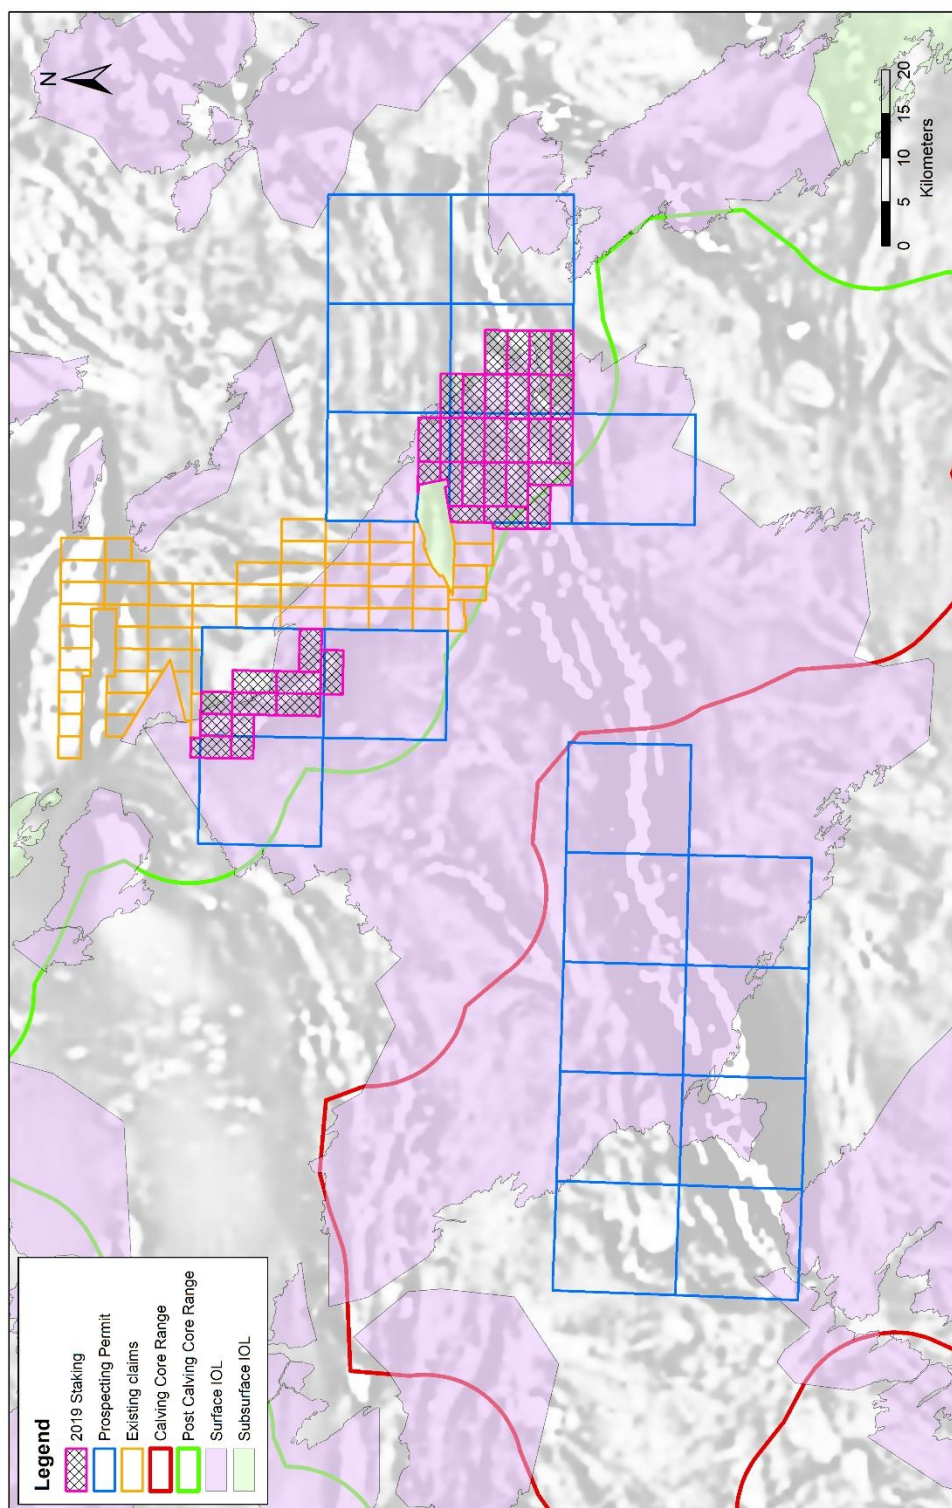 Legend
2019 Staking
Prospecting Permit
Existing claims
Calving Core Range
Post Calving Core Range
Surface IOL
Subsurface IOL
N
0 5 10 15 20
Kilometers